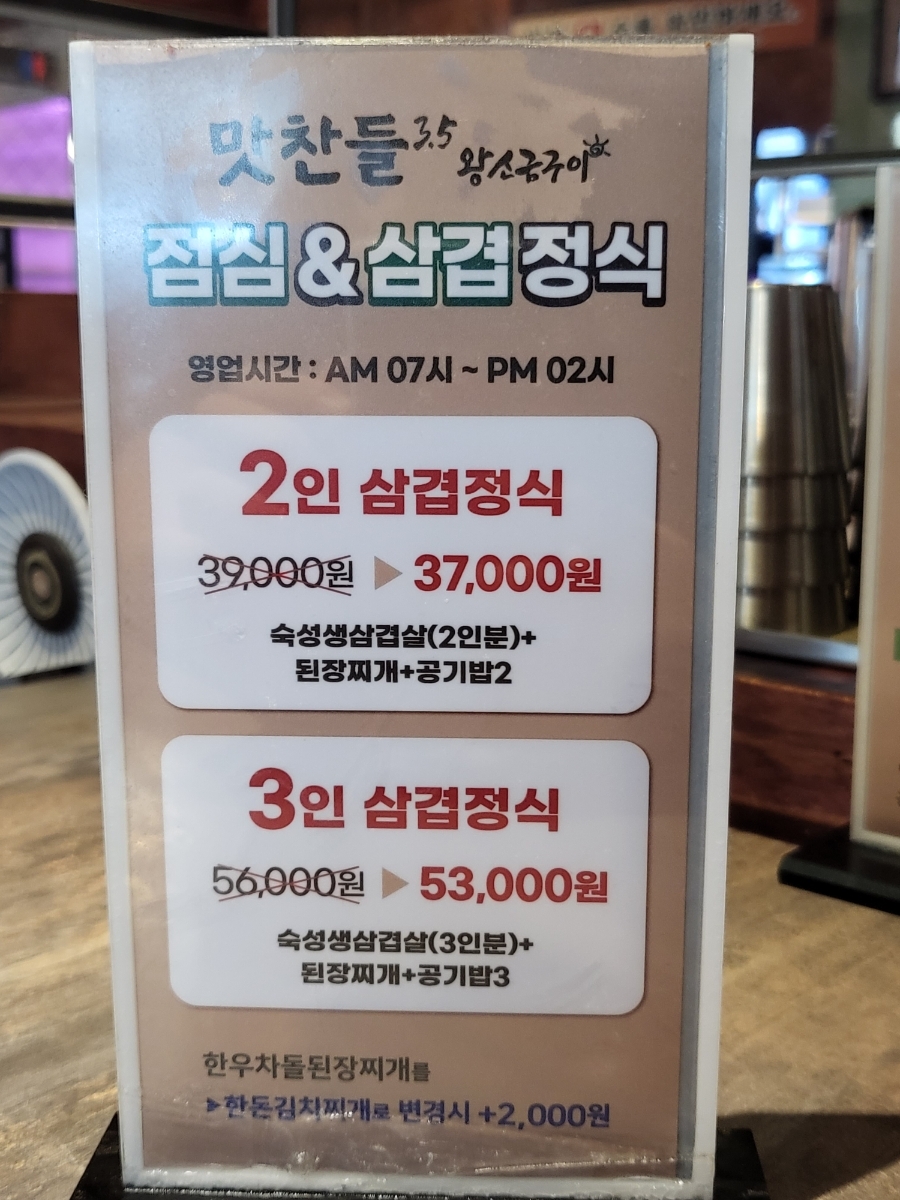 맛찬들 3.5 왕소금구이
점심&삼겹정식
영업시간 : AM 07시 ~ PM 02시
2인 삼겹정식
39,000원 ▶ 37,000원
숙성생삼겹살(2인분)+
된장찌개+공기밥2
3인 삼겹정식
56,000원 ▶ 53,000원
숙성생삼겹살(3인분)+
된장찌개+공기밥3
한우차돌된장찌개를
▶한돈김치찌개로 변경시 +2,000원